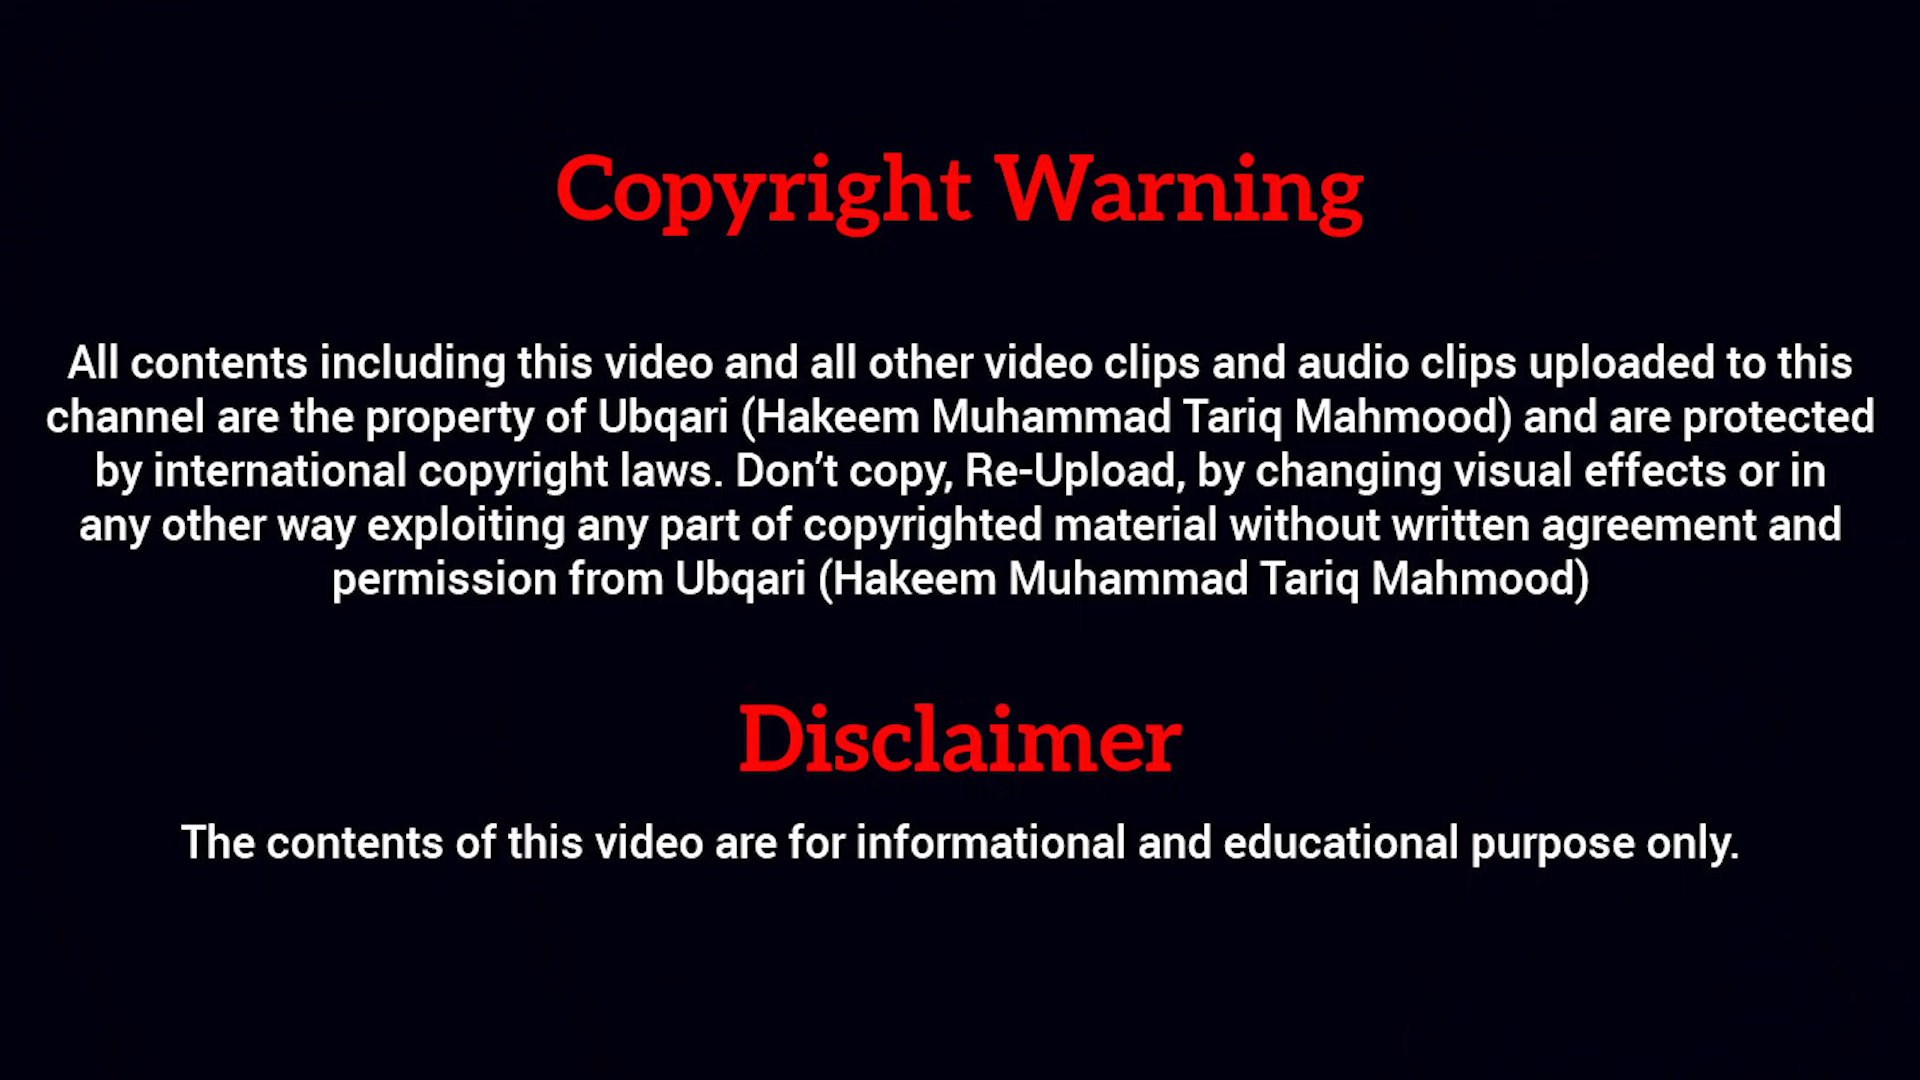 Copyright Warning
All contents including this video and all other video clips and audio clips uploaded to this
channel are the property of Ubqari (Hakeem Muhammad Tariq Mahmood) and are protected
by international copyright laws. Don’t copy, Re-Upload, by changing visual effects or in
any other way exploiting any part of copyrighted material without written agreement and
permission from Ubqari (Hakeem Muhammad Tariq Mahmood)
Disclaimer
The contents of this video are for informational and educational purpose only.